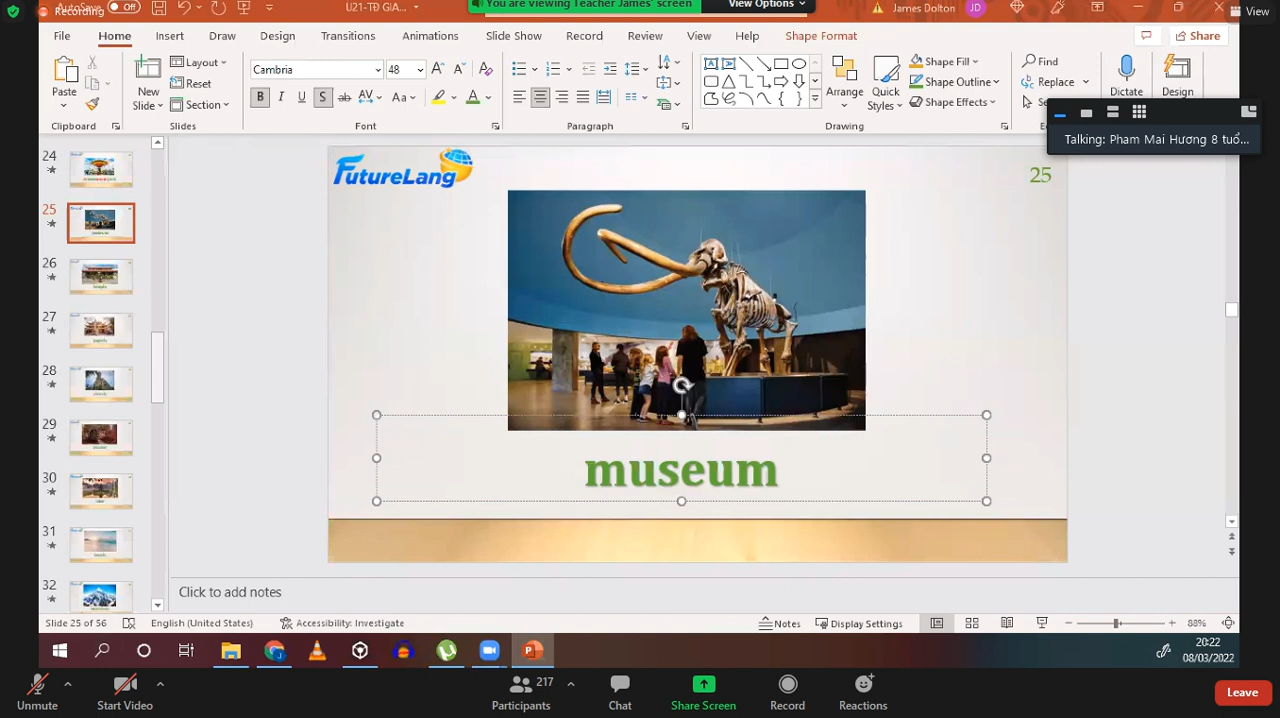 Recording
AutoSave Off
U21-TĐ GIA...
You are viewing Teacher James' screen
View Options
James Dolton
JD
View
File Home Insert Draw Design Transitions Animations Slide Show Record Review View Help Shape Format
Share
Paste
New
Slide
Layout
Reset
Section
Cambria
48
Aa
Shape Fill
Shape Outline
Shape Effects
Arrange
Quick
Styles
Find
Replace
Dictate
Design
Clipboard
Slides
Font
Paragraph
Drawing
Talking: Pham Mai Hương 8 tuổ...
24
25
26
27
28
29
30
31
32
FutureLang
25
museum
Click to add notes
Slide 25 of 56
English (United States)
Accessibility: Investigate
Notes
Display Settings
88%
20:22
08/03/2022
Unmute
Start Video
217
Participants
Chat
Share Screen
Record
Reactions
Leave